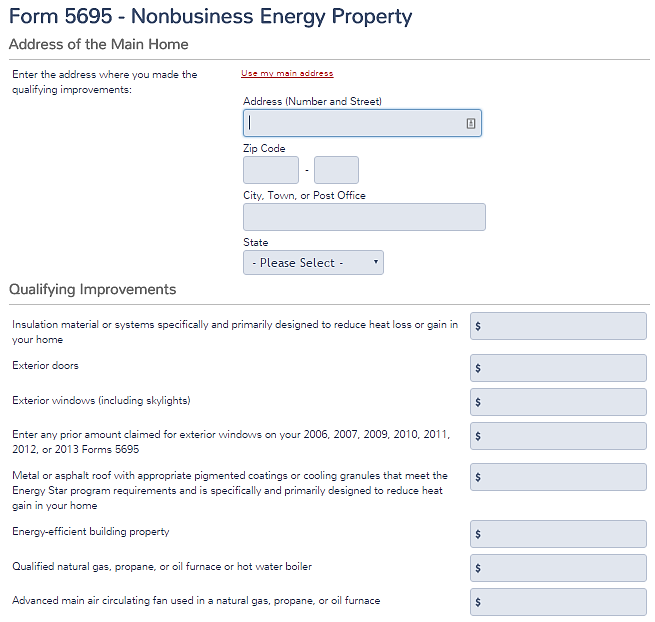 Form 5695 - Nonbusiness Energy Property
Address of the Main Home
Enter the address where you made the
qualifying improvements:
Use my main address
Address (Number and Street)
Zip Code
-
City, Town, or Post Office
State
- Please Select -
Qualifying Improvements
Insulation material or systems specifically and primarily designed to reduce heat loss or gain in
your home
$
Exterior doors
$
Exterior windows (including skylights)
$
Enter any prior amount claimed for exterior windows on your 2006, 2007, 2009, 2010, 2011,
2012, or 2013 Forms 5695
$
Metal or asphalt roof with appropriate pigmented coatings or cooling granules that meet the
Energy Star program requirements and is specifically and primarily designed to reduce heat
gain in your home
$
Energy-efficient building property
$
Qualified natural gas, propane, or oil furnace or hot water boiler
$
Advanced main air circulating fan used in a natural gas, propane, or oil furnace
$